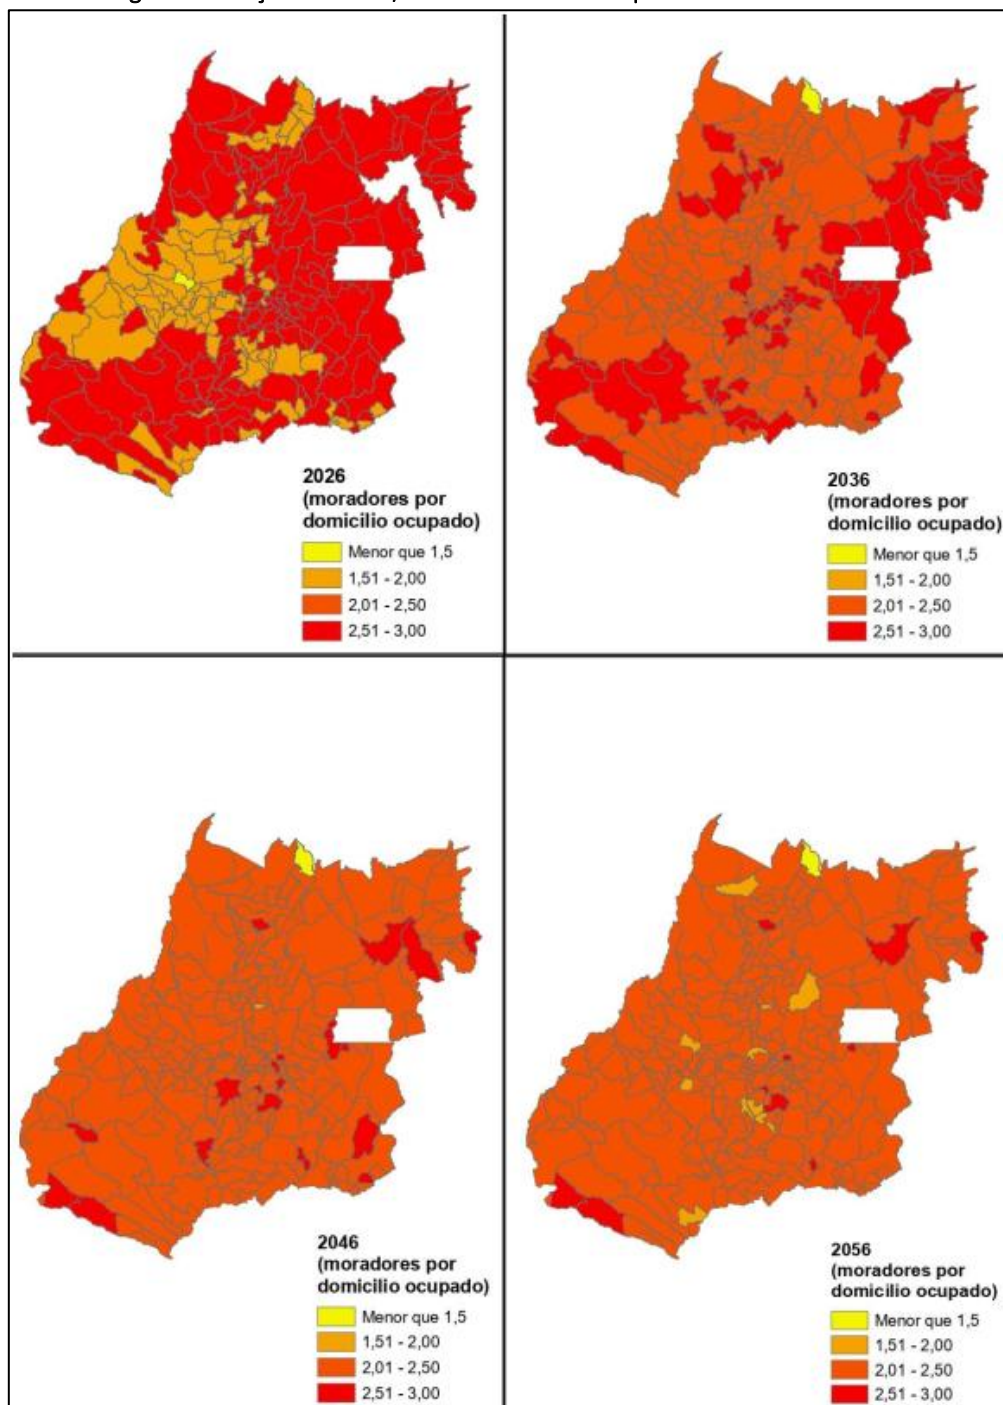 2026
(moradores por
domicilio ocupado)
Menor que 1,5
1,51 - 2,00
2,01 - 2,50
2,51 - 3,00
2036
(moradores por
domicilio ocupado)
Menor que 1,5
1,51 - 2,00
2,01 - 2,50
2,51 - 3,00
2046
(moradores por
domicilio ocupado)
Menor que 1,5
1,51 - 2,00
2,01 - 2,50
2,51 - 3,00
2056
(moradores por
domicilio ocupado)
Menor que 1,5
1,51 - 2,00
2,01 - 2,50
2,51 - 3,00